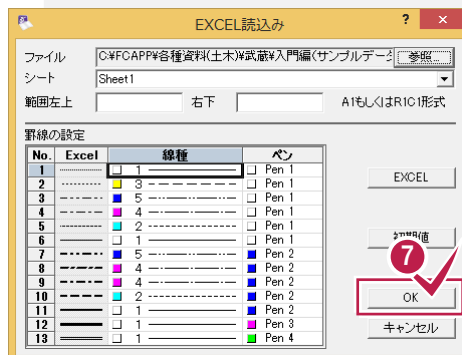 EXCEL読込み ? ×
ファイル C:¥FCAPP¥各種資料(土木)¥武蔵¥入門編(サンプルデータ 参照...
シート Sheet1
範囲左上 右下 A1もしくはR1C1形式
罫線の設定
No. Excel 線種 ペン
1 1 Pen 1
2 3 Pen 1
3 5 Pen 1
4 4 Pen 1
5 2 Pen 1
6 1 Pen 1
7 5 Pen 2
8 4 Pen 2
9 4 Pen 2
10 2 Pen 2
11 1 Pen 2
12 1 Pen 3
13 1 Pen 4
EXCEL
初期値
7
OK
キャンセル